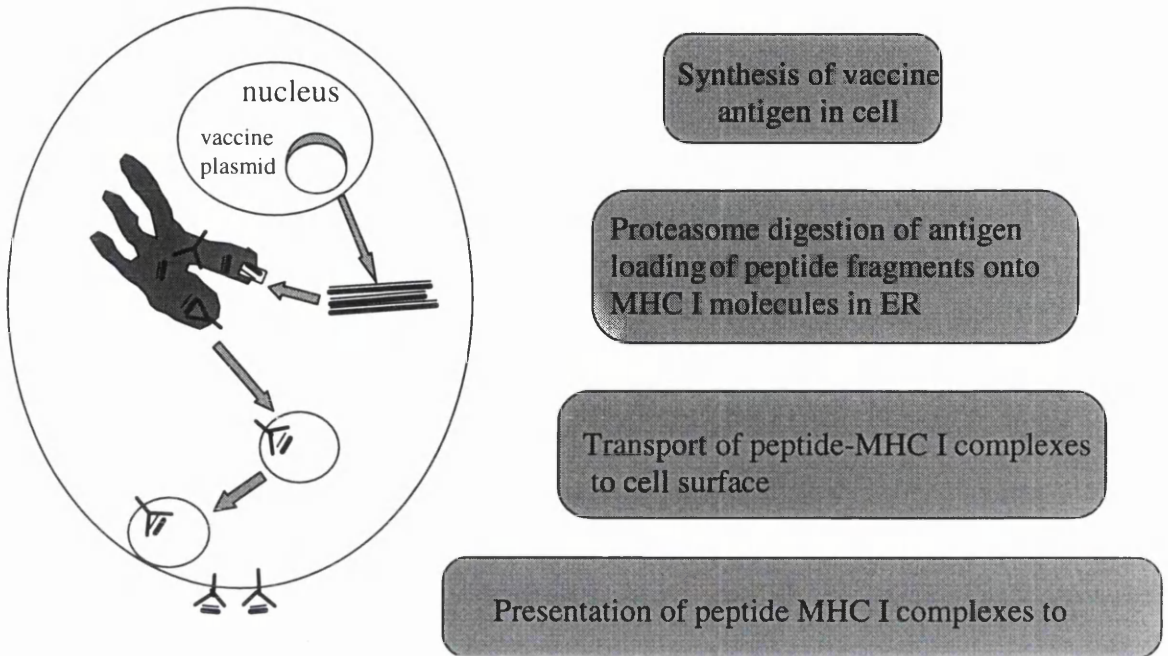 nucleus
vaccine
plasmid
Synthesis of vaccine
antigen in cell
Proteasome digestion of antigen
loading of peptide fragments onto
MHC I molecules in ER
Transport of peptide-MHC I complexes
to cell surface
Presentation of peptide MHC I complexes to